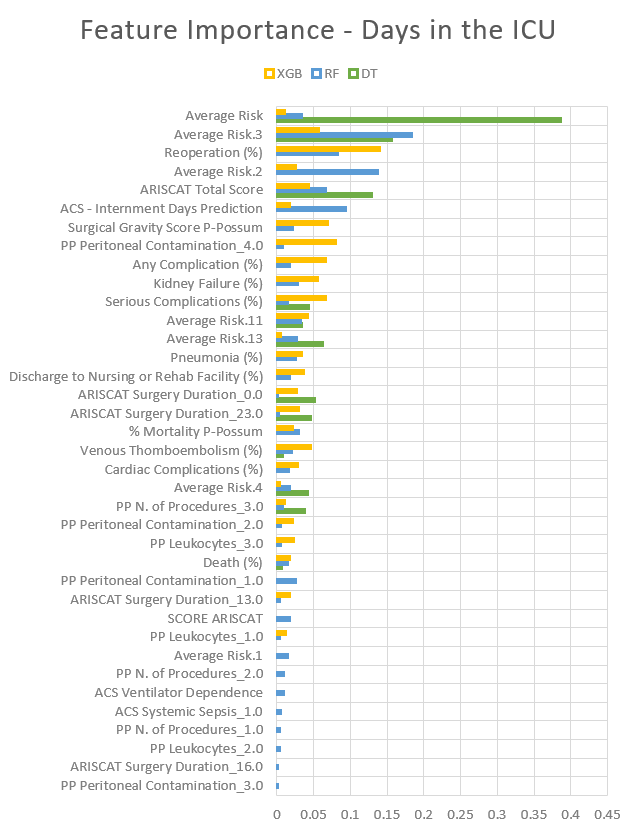 Feature Importance - Days in the ICU
XGB RF DT
Average Risk
Average Risk.3
Reoperation (%)
Average Risk.2
ARISCAT Total Score
ACS - Internment Days Prediction
Surgical Gravity Score P-Possum
PP Peritoneal Contamination_4.0
Any Complication (%)
Kidney Failure (%)
Serious Complications (%)
Average Risk.11
Average Risk.13
Pneumonia (%)
Discharge to Nursing or Rehab Facility (%)
ARISCAT Surgery Duration_0.0
ARISCAT Surgery Duration_23.0
% Mortality P-Possum
Venous Thromboembolism (%)
Cardiac Complications (%)
Average Risk.4
PP N. of Procedures_3.0
PP Peritoneal Contamination_2.0
PP Leukocytes_3.0
Death (%)
PP Peritoneal Contamination_1.0
ARISCAT Surgery Duration_13.0
SCORE ARISCAT
PP Leukocytes_1.0
Average Risk.1
PP N. of Procedures_2.0
ACS Ventilator Dependence
ACS Systemic Sepsis_1.0
PP N. of Procedures_1.0
PP Leukocytes_2.0
ARISCAT Surgery Duration_16.0
PP Peritoneal Contamination_3.0
0 0.05 0.1 0.15 0.2 0.25 0.3 0.35 0.4 0.45